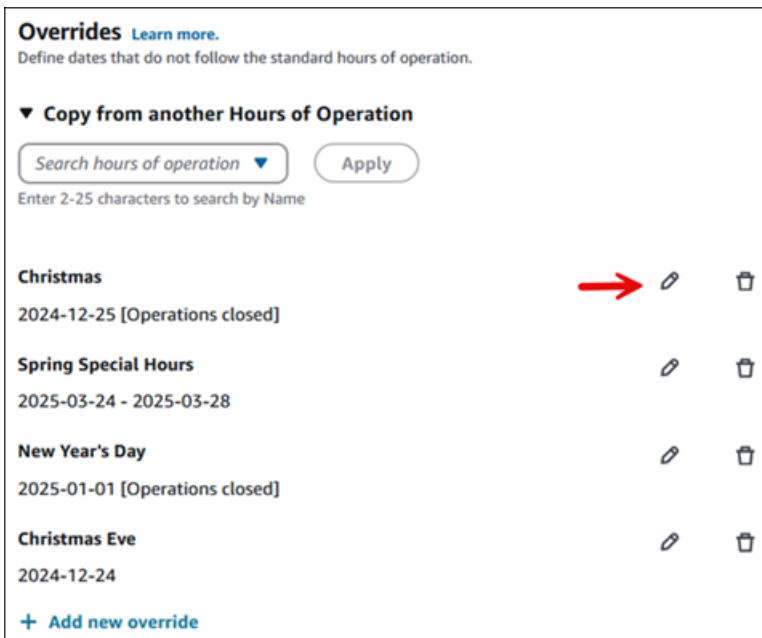 Overrides Learn more.
Define dates that do not follow the standard hours of operation.
▼ Copy from another Hours of Operation
Search hours of operation ▼ Apply
Enter 2-25 characters to search by Name
Christmas
2024-12-25 [Operations closed]
Spring Special Hours
2025-03-24 - 2025-03-28
New Year's Day
2025-01-01 [Operations closed]
Christmas Eve
2024-12-24
+ Add new override